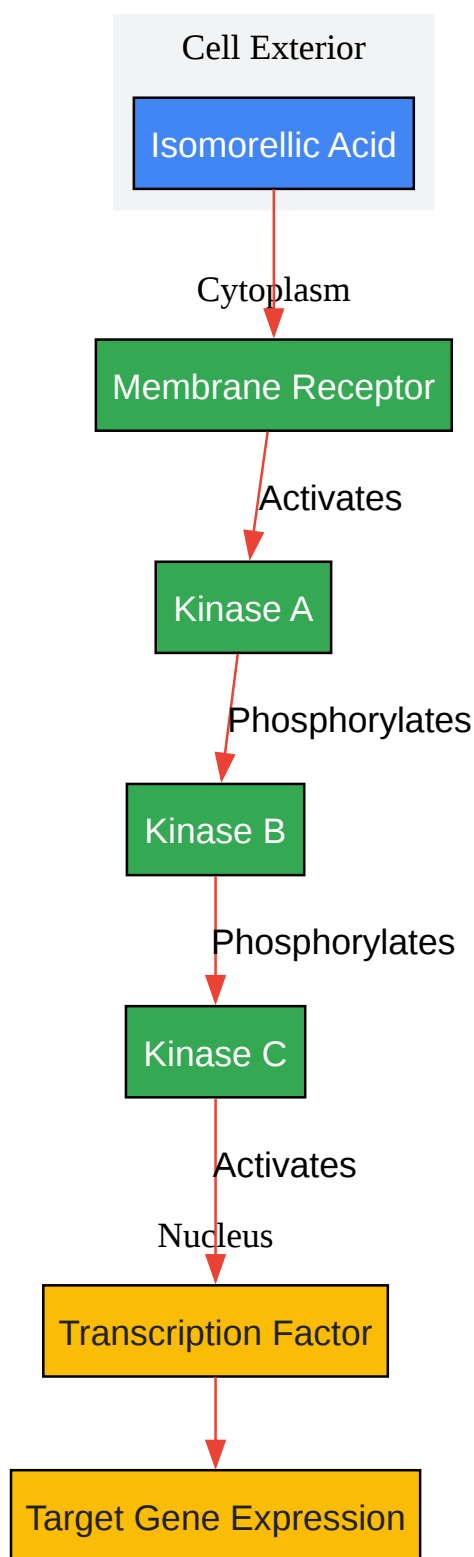 Cell Exterior
Isomorellic Acid
Cytoplasm
Membrane Receptor
Activates
Kinase A
Phosphorylates
Kinase B
Phosphorylates
Kinase C
Activates
Nucleus
Transcription Factor
Target Gene Expression